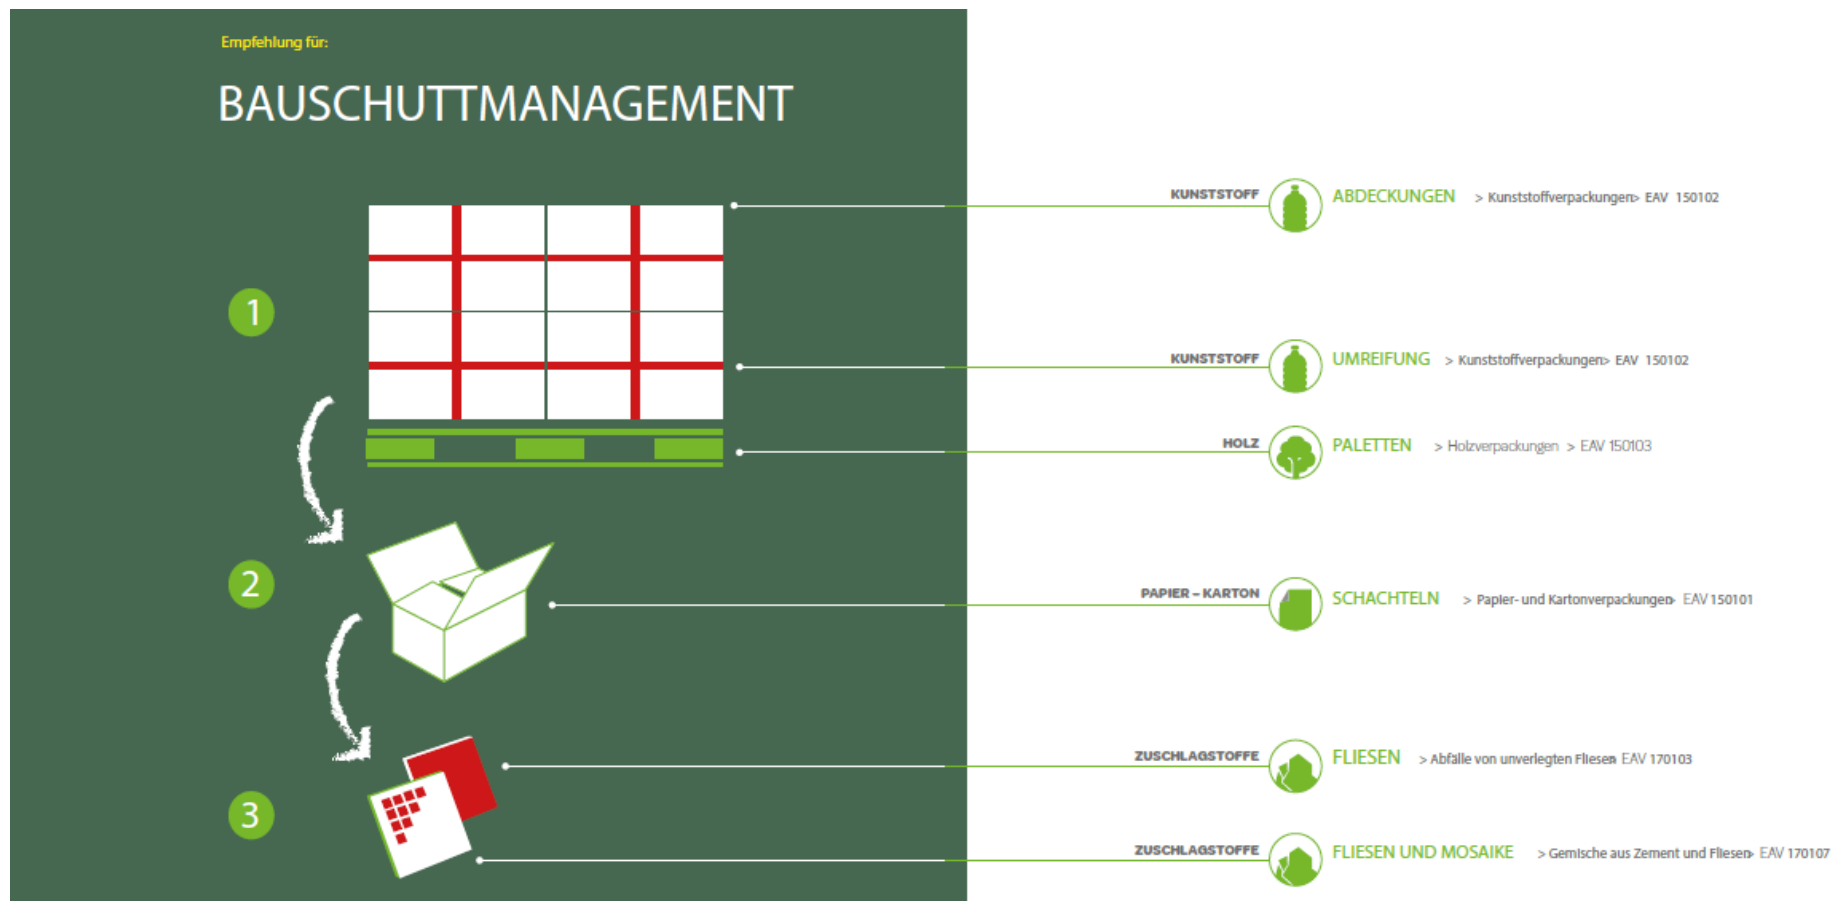 Empfehlung für:
BAUSCHUTTMANAGEMENT
KUNSTSTOFF ABDECKUNGEN > Kunststoffverpackungen> EAV 150102
1
KUNSTSTOFF UMREIFUNG > Kunststoffverpackungen> EAV 150102
HOLZ PALETTEN > Holzverpackungen > EAV 150103
2
PAPIER – KARTON SCHACHTELN > Papier- und Kartonverpackungen> EAV 150101
ZUSCHLAGSTOFFE FLIESEN > Abfälle von unverlegten Fliesen> EAV 170103
3
ZUSCHLAGSTOFFE FLIESEN UND MOSAIKE > Gemische aus Zement und Fliesen> EAV 170107